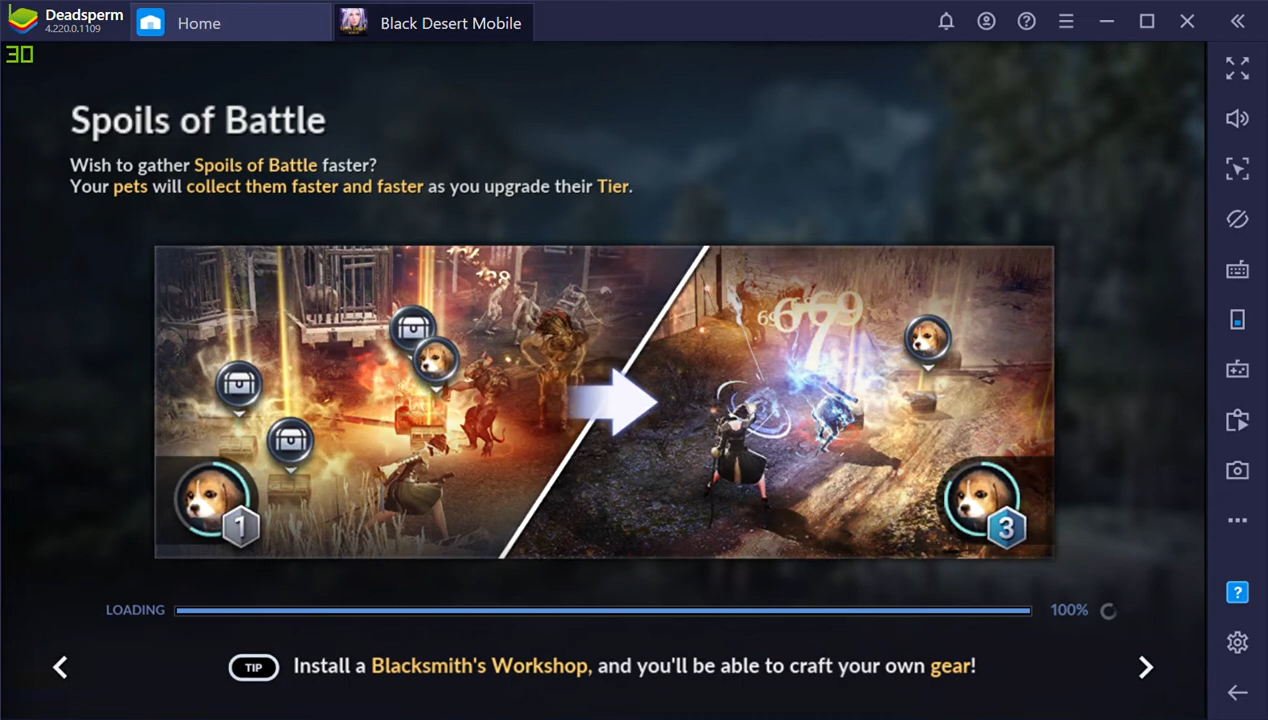 Deadsperm
4.220.0.1109
Home
Black Desert Mobile
30
Spoils of Battle
Wish to gather Spoils of Battle faster?
Your pets will collect them faster and faster as you upgrade their Tier.
1
3
LOADING
100%
TIP
Install a Blacksmith's Workshop, and you'll be able to craft your own gear!